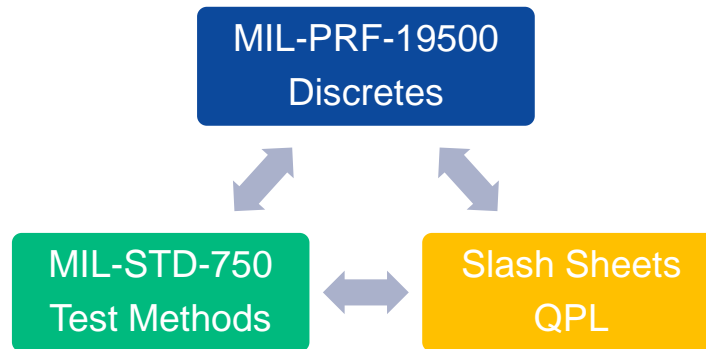 MIL-PRF-19500
Discretes
MIL-STD-750
Test Methods
Slash Sheets
QPL